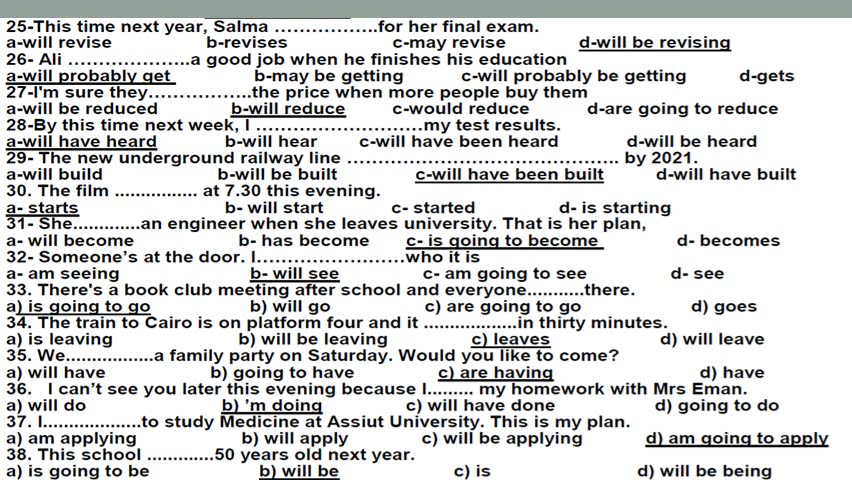 25-This time next year, Salma ……………..for her final exam.
a-will revise b-revises c-may revise d-will be revising
26- Ali ………………..a good job when he finishes his education
a-will probably get b-may be getting c-will probably be getting d-gets
27-I'm sure they……………..the price when more people buy them
a-will be reduced b-will reduce c-would reduce d-are going to reduce
28-By this time next week, I ………………………my test results.
a-will have heard b-will hear c-will have been heard d-will be heard
29- The new underground railway line …………………………………….. by 2021.
a-will build b-will be built c-will have been built d-will have built
30. The film ................ at 7.30 this evening.
a- starts b- will start c- started d- is starting
31- She.............an engineer when she leaves university. That is her plan,
a- will become b- has become c- is going to become d- becomes
32- Someone’s at the door. I……………………who it is
a- am seeing b- will see c- am going to see d- see
33. There's a book club meeting after school and everyone...........there.
a) is going to go b) will go c) are going to go d) goes
34. The train to Cairo is on platform four and it ..................in thirty minutes.
a) is leaving b) will be leaving c) leaves d) will leave
35. We.................a family party on Saturday. Would you like to come?
a) will have b) going to have c) are having d) have
36. I can’t see you later this evening because I......... my homework with Mrs Eman.
a) will do b) ’m doing c) will have done d) going to do
37. I..................to study Medicine at Assiut University. This is my plan.
a) am applying b) will apply c) will be applying d) am going to apply
38. This school .............50 years old next year.
a) is going to be b) will be c) is d) will be being